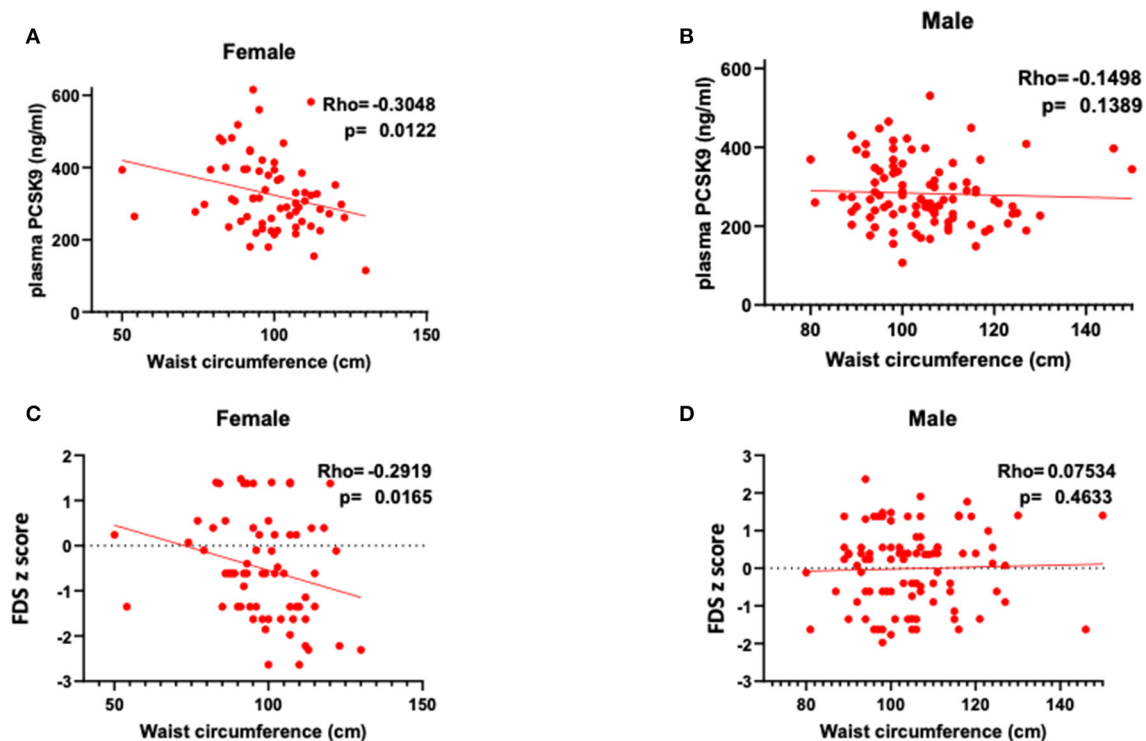 A
Female
plasma PCSK9 (ng/ml)
600
400
200
0
Rho= -0.3048
p= 0.0122
50
100
150
Waist circumference (cm)
B
Male
plasma PCSK9 (ng/ml)
600
400
200
0
Rho= -0.1498
p= 0.1389
80
100
120
140
Waist circumference (cm)
C
Female
FDS z score
2
1
0
-1
-2
-3
Rho= -0.2919
p= 0.0165
50
100
150
Waist circumference (cm)
D
Male
FDS z score
3
2
1
0
-1
-2
-3
Rho= 0.07534
p= 0.4633
80
100
120
140
Waist circumference (cm)